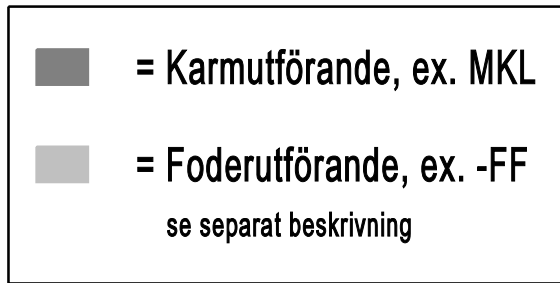 = Karmutförande, ex. MKL
= Foderutförande, ex. -FF
se separat beskrivning